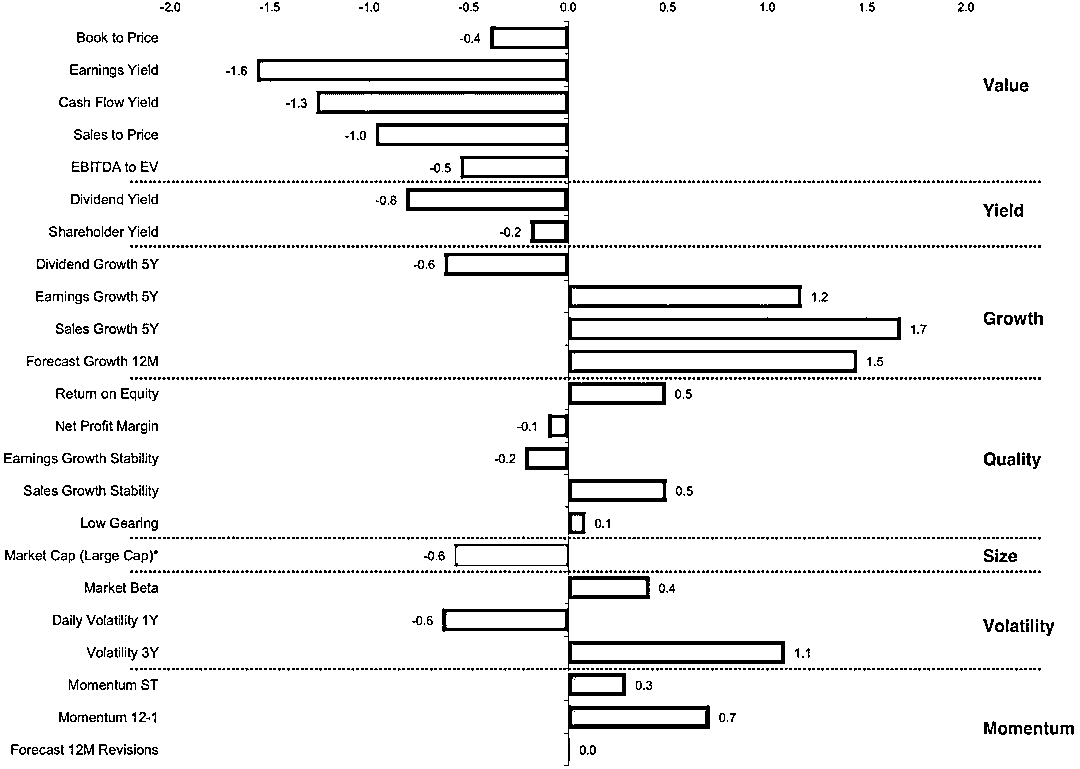 -2.0 -1.5 -1.0 -0.5 0.0 0.5 1.0 1.5 2.0
Book to Price -0.4
Earnings Yield -1.6
Cash Flow Yield -1.3
Value
Sales to Price -1.0
EBITDA to EV -0.5
Dividend Yield -0.8
Yield
Shareholder Yield -0.2
Dividend Growth 5Y -0.6
Earnings Growth 5Y 1.2
Growth
Sales Growth 5Y 1.7
Forecast Growth 12M 1.5
Return on Equity 0.5
Net Profit Margin -0.1
Earnings Growth Stability -0.2
Quality
Sales Growth Stability 0.5
Low Gearing 0.1
Market Cap (Large Cap)* -0.6 Size
Market Beta 0.4
Daily Volatility 1Y -0.6
Volatility
Volatility 3Y 1.1
Momentum ST 0.3
Momentum 12-1 0.7
Momentum
Forecast 12M Revisions 0.0